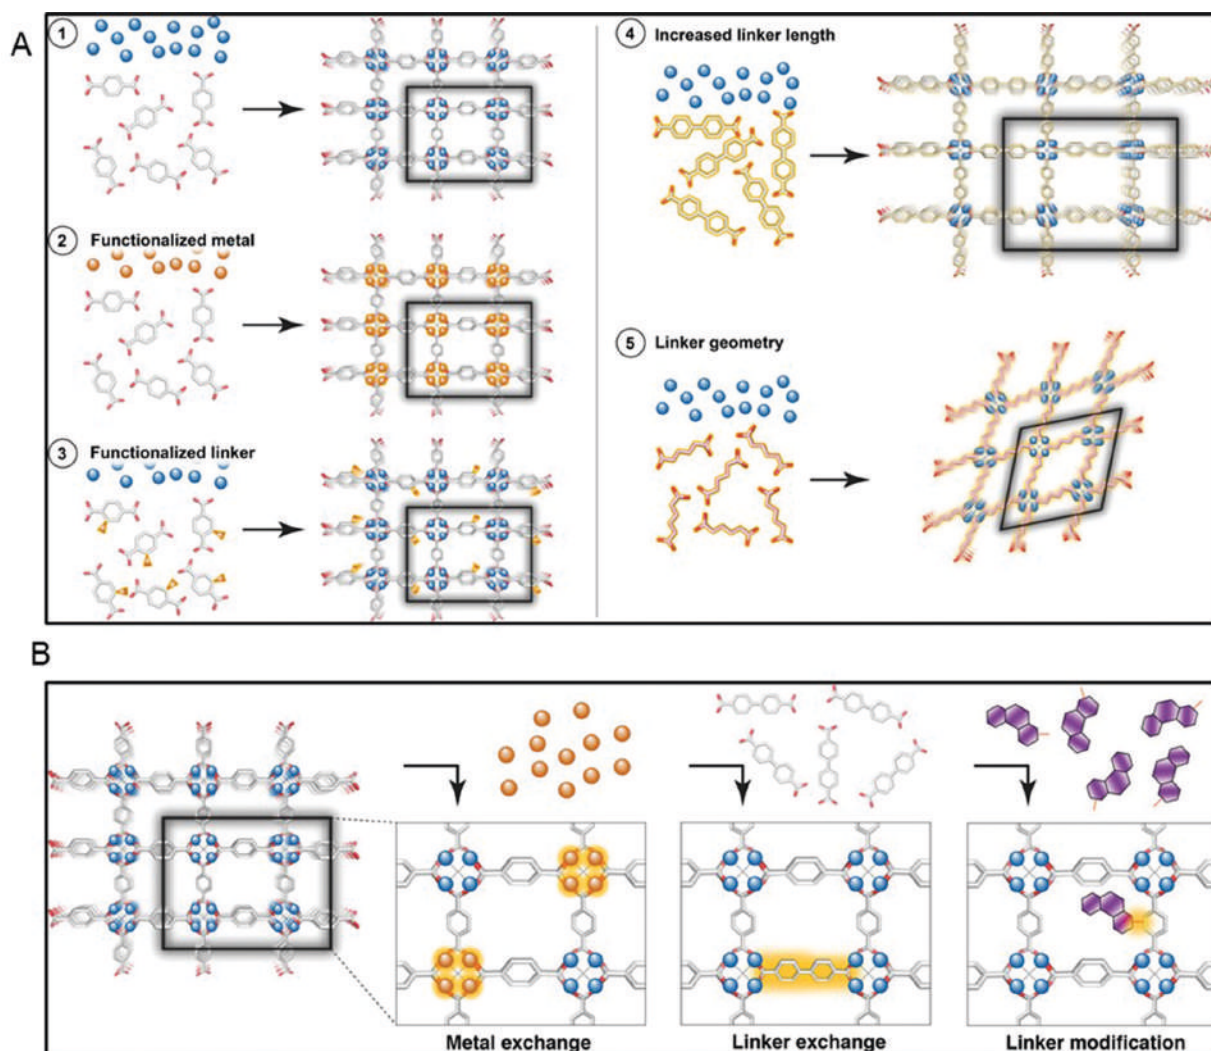 A
1
2 Functionalized metal
3 Functionalized linker
4 Increased linker length
5 Linker geometry
B
Metal exchange
Linker exchange
Linker modification